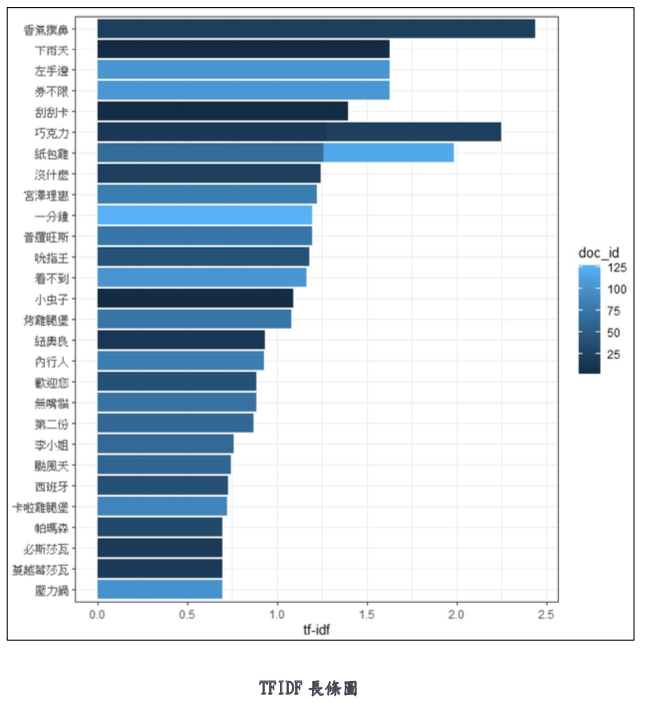 香氣撲鼻
下雨天
左手邊
券不限
刮刮卡
巧克力
紙包雞
沒什麼
宮澤理惠
一分鐘
普羅旺斯
吮指王
看不到
小虫子
烤雞腿堡
紐奧良
內行人
歡迎您
無嘴貓
第二份
李小姐
颱風天
西班牙
卡啦雞腿堡
帕瑪森
必斯莎瓦
蔓越莓莎瓦
壓力鍋
0.0 0.5 1.0 1.5 2.0 2.5
tf-idf
doc_id
125
100
75
50
25
TFIDF 長條圖